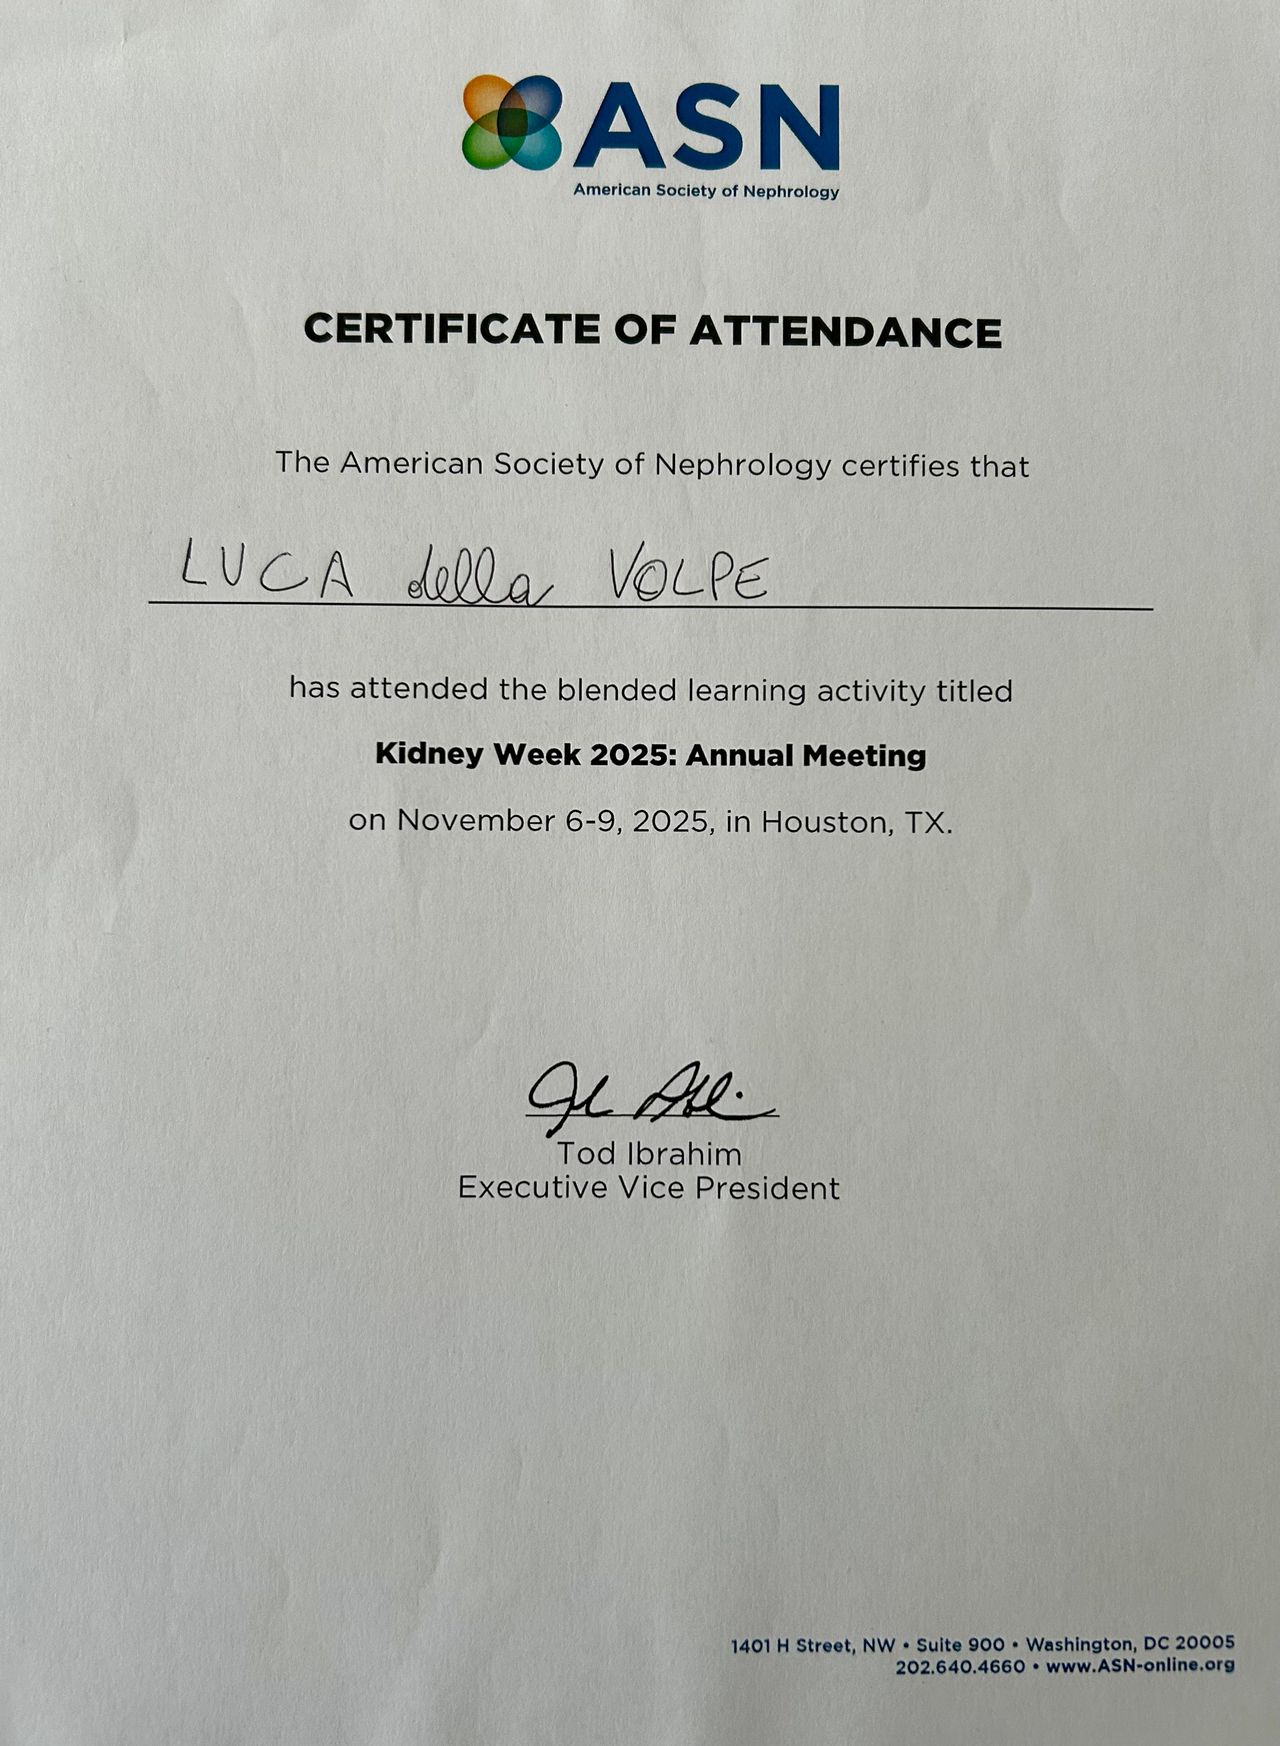 ASN
American Society of Nephrology
CERTIFICATE OF ATTENDANCE
The American Society of Nephrology certifies that
LUCA della VOLPE
has attended the blended learning activity titled
Kidney Week 2025: Annual Meeting
on November 6-9, 2025, in Houston, TX.
Tod Ibrahim
Executive Vice President
1401 H Street, NW • Suite 900 • Washington, DC 20005
202.640.4660 • www.ASN-online.org